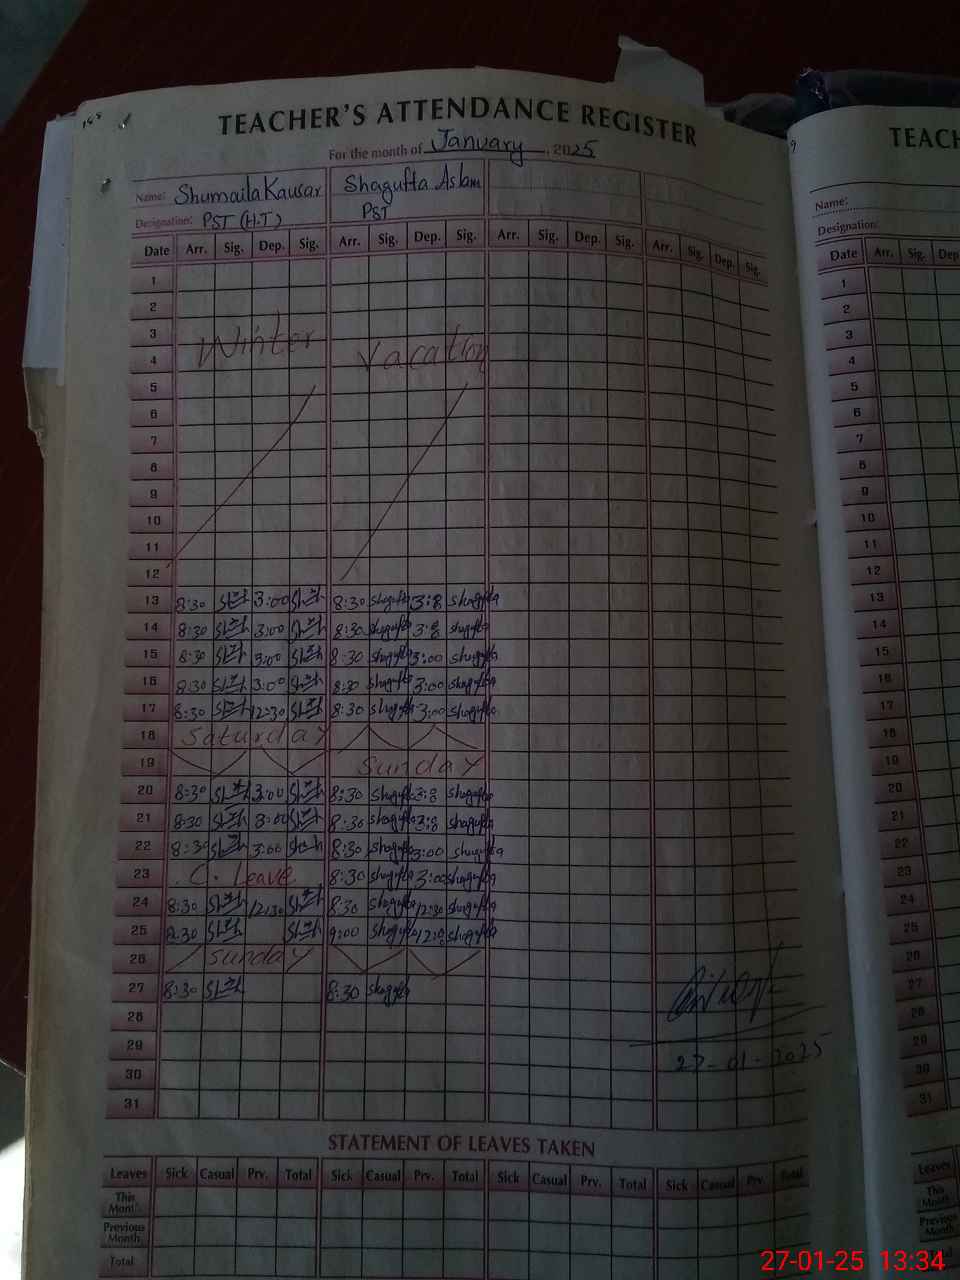 TEACHER'S ATTENDANCE REGISTER
For the month of January, 2025
Name: Shumaila Kausar Shagufta Aslam
Designation: PST (H.T) PST
Date Arr. Sig. Dep. Sig. Arr. Sig. Dep. Sig. Arr. Sig. Dep. Sig. Arr. Sig. Dep. Sig.
1
2
3 Winter
4 Vacation
5
6
7
8
9
10
11
12
13 8:30 3:00 8:30 shagufta 3:8 shagufta
14 8:30 3:00 8:30 shagufta 3:8 shagufta
15 8:30 3:00 8:30 shagufta 3:00 shagufta
16 8:30 3:00 8:30 shagufta 3:00 shagufta
17 8:30 12:30 8:30 shagufta 3:00 shagufta
18 Saturday
19 Sunday
20 8:30 3:00 8:30 shagufta 3:8 shagufta
21 8:30 3:00 8:30 shagufta 3:8 shagufta
22 8:30 3:00 8:30 shagufta 3:00 shagufta
23 C. Leave 8:30 shagufta 3:00 shagufta
24 8:30 12:30 8:30 shagufta 12:30 shagufta
25 8:30 9:00 shagufta shagufta
26 Sunday
27 8:30 8:30 shagufta
28
29
27-01-2025
30
31
STATEMENT OF LEAVES TAKEN
Leaves Sick Casual Prv. Total Sick Casual Prv. Total Sick Casual Prv. Total Sick Casual Prv. Total
This
Mont.
Previous
Month
Total
9
TEACH
Name:
Designation:
Date Arr. Sig. Dep
1
2
3
4
5
6
7
8
9
10
11
12
13
14
15
16
17
18
19
20
21
22
23
24
25
26
27
28
29
30
31
Leaves
This
Month
Previous
Month
27-01-25 13:34